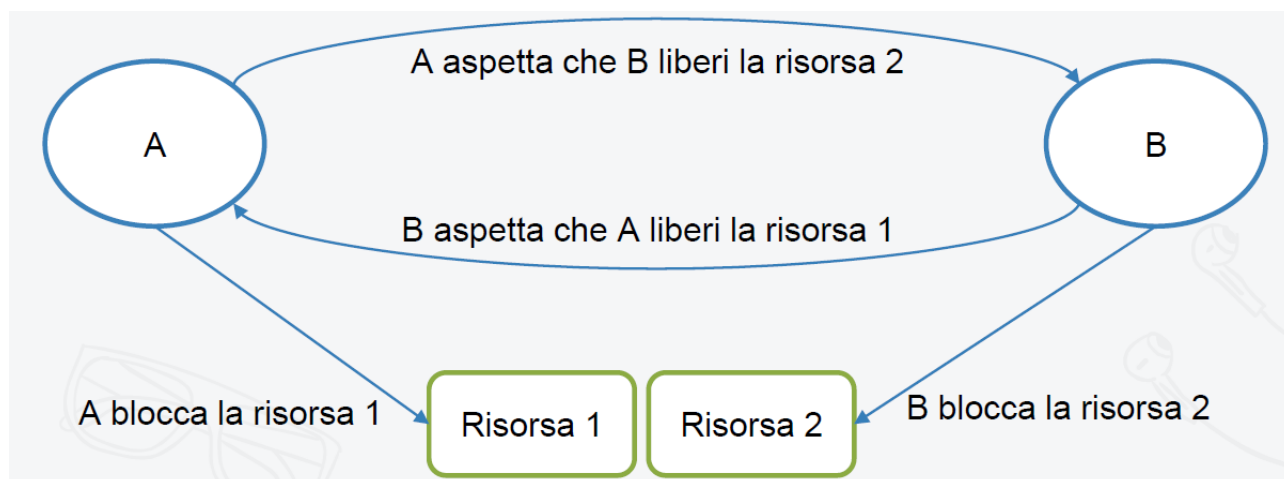 A aspetta che B liberi la risorsa 2
A
B
B aspetta che A liberi la risorsa 1
A blocca la risorsa 1
Risorsa 1
Risorsa 2
B blocca la risorsa 2